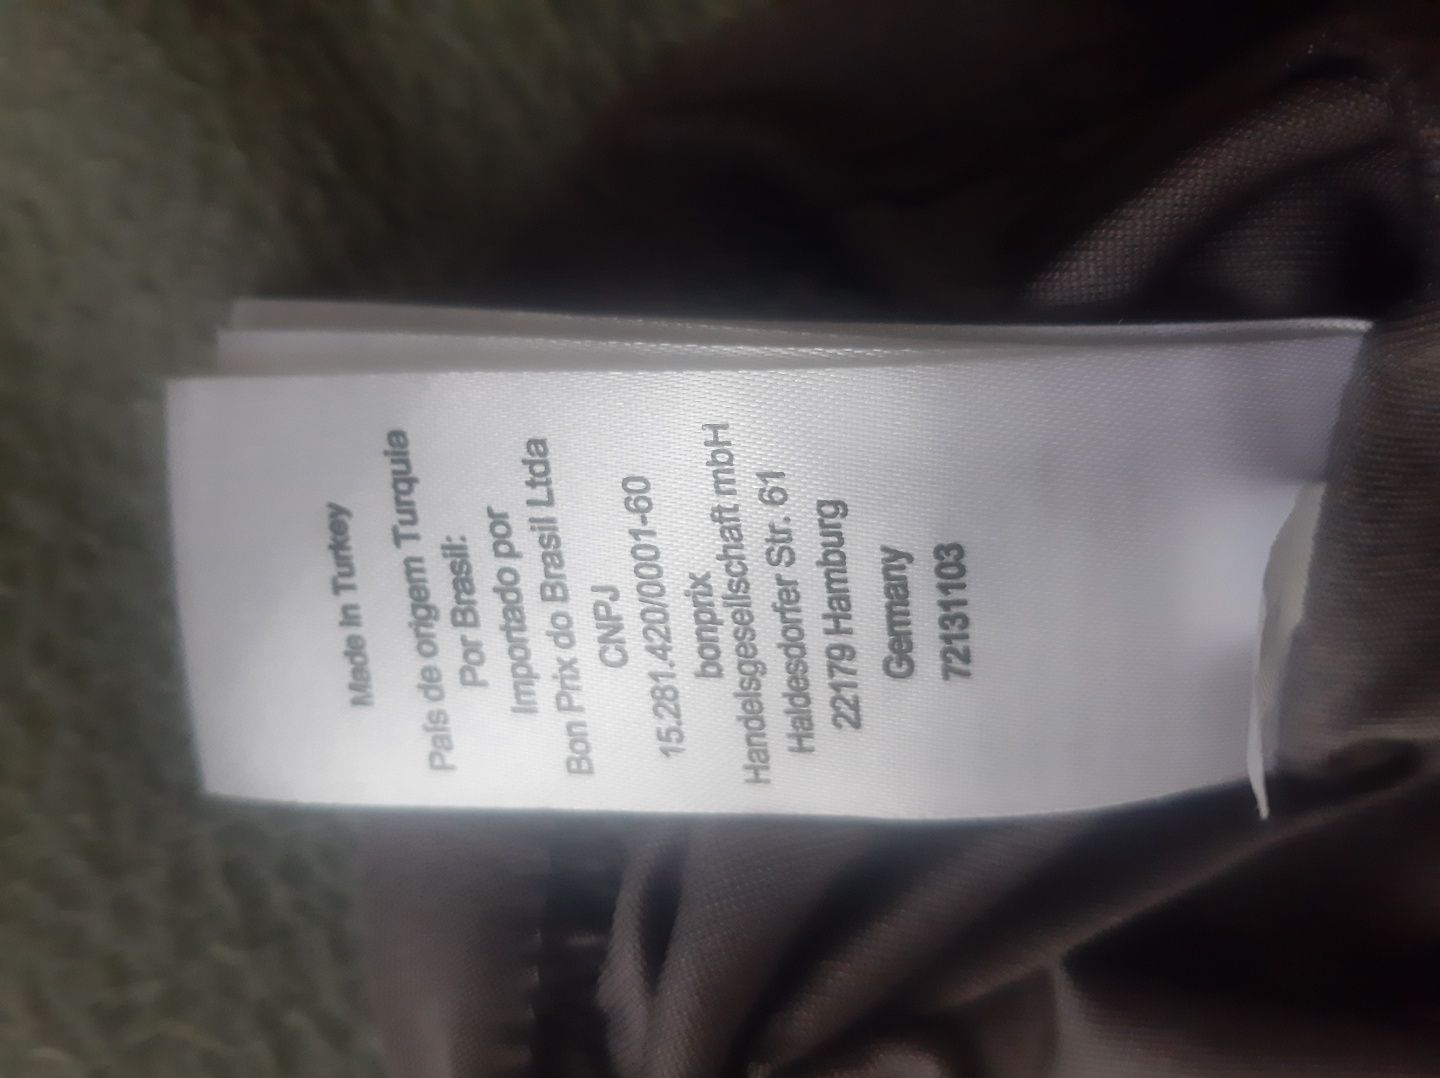 Made in Turkey
País de origem Turquia
Por Brasil:
Importado por
Bon Prix do Brasil Ltda
CNPJ
15.281.420/0001-60
bonprix
Handelsgesellschaft mbH
Haldesdorfer Str. 61
22179 Hamburg
Germany
72131103